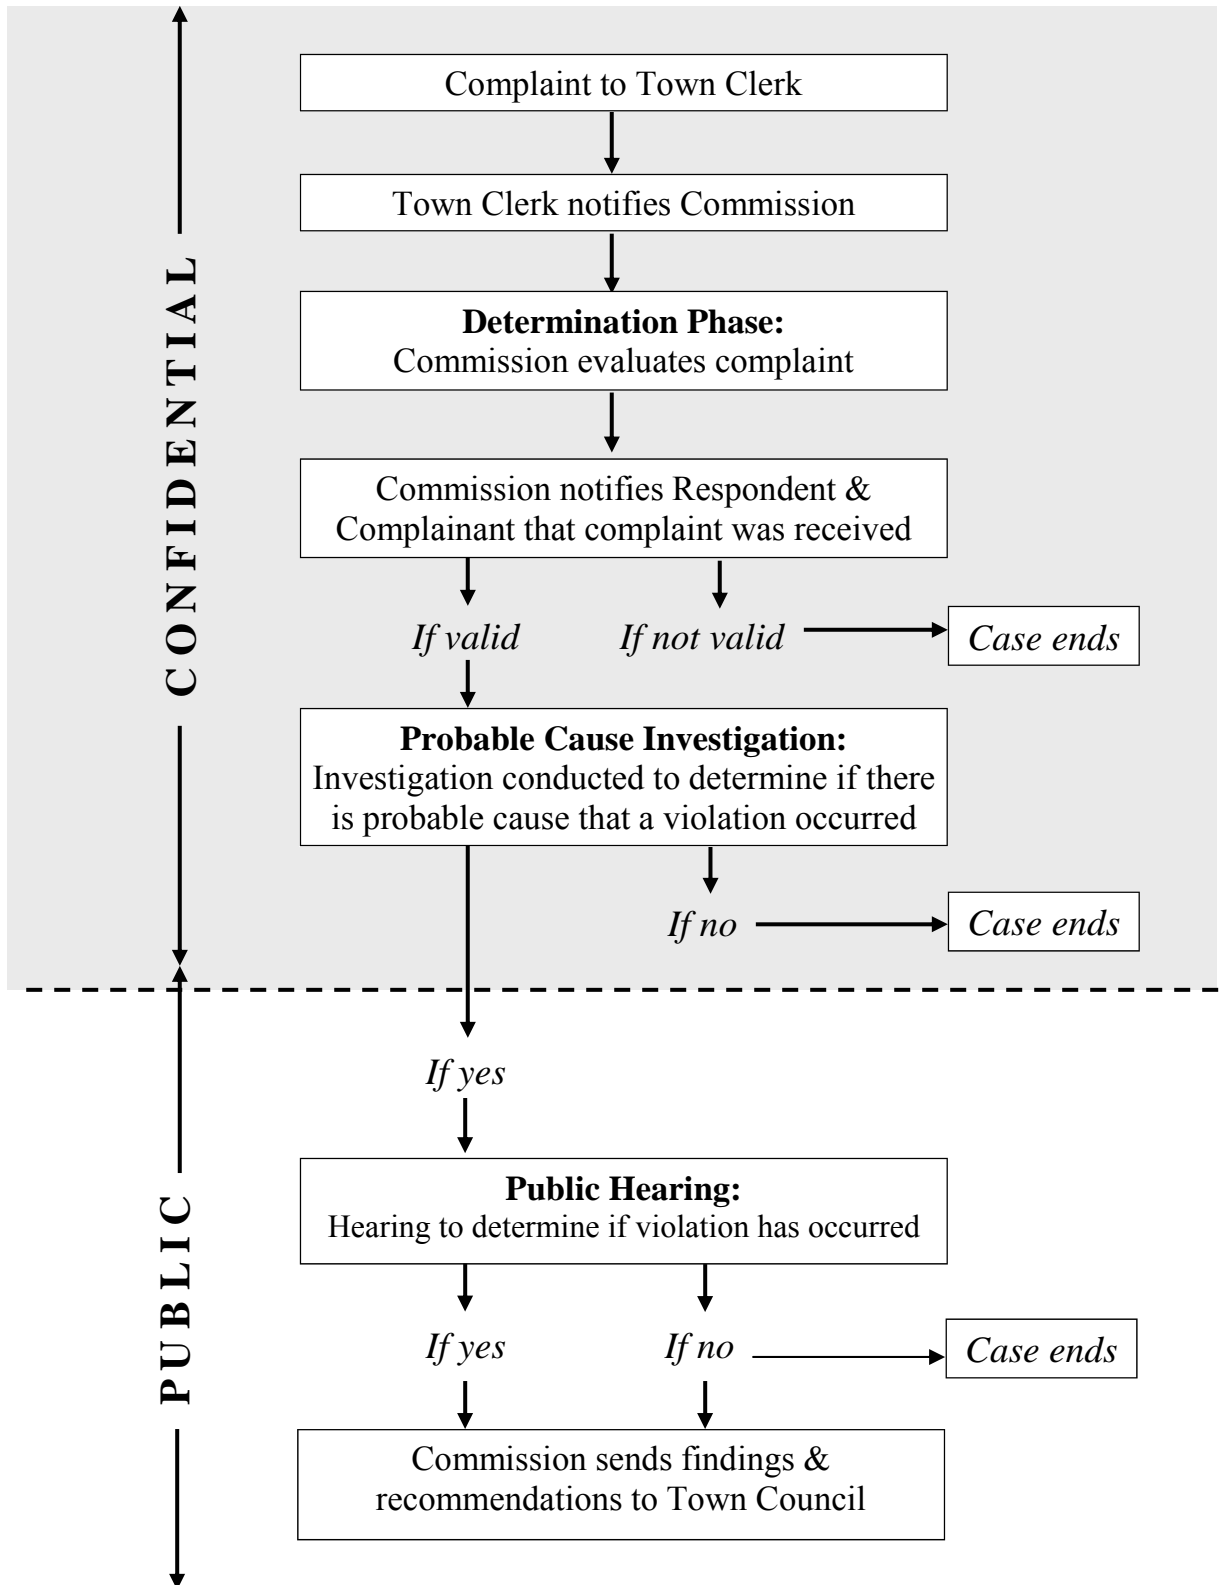 Complaint to Town Clerk
Town Clerk notifies Commission
Determination Phase:
Commission evaluates complaint
Commission notifies Respondent &
Complainant that complaint was received
If valid
If not valid
Case ends
Probable Cause Investigation:
Investigation conducted to determine if there
is probable cause that a violation occurred
If no
Case ends
CONFIDENTIAL
If yes
Public Hearing:
Hearing to determine if violation has occurred
If yes
If no
Case ends
Commission sends findings &
recommendations to Town Council
PUBLIC